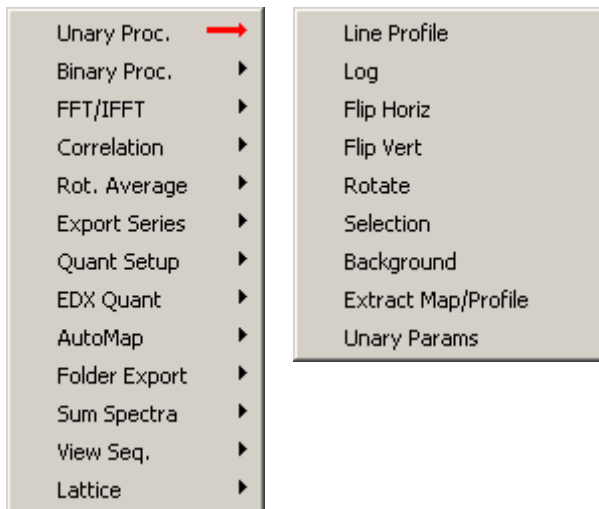 Unary Proc.
Binary Proc.
FFT/IFFT
Correlation
Rot. Average
Export Series
Quant Setup
EDX Quant
AutoMap
Folder Export
Sum Spectra
View Seq.
Lattice
Line Profile
Log
Flip Horiz
Flip Vert
Rotate
Selection
Background
Extract Map/Profile
Unary Params